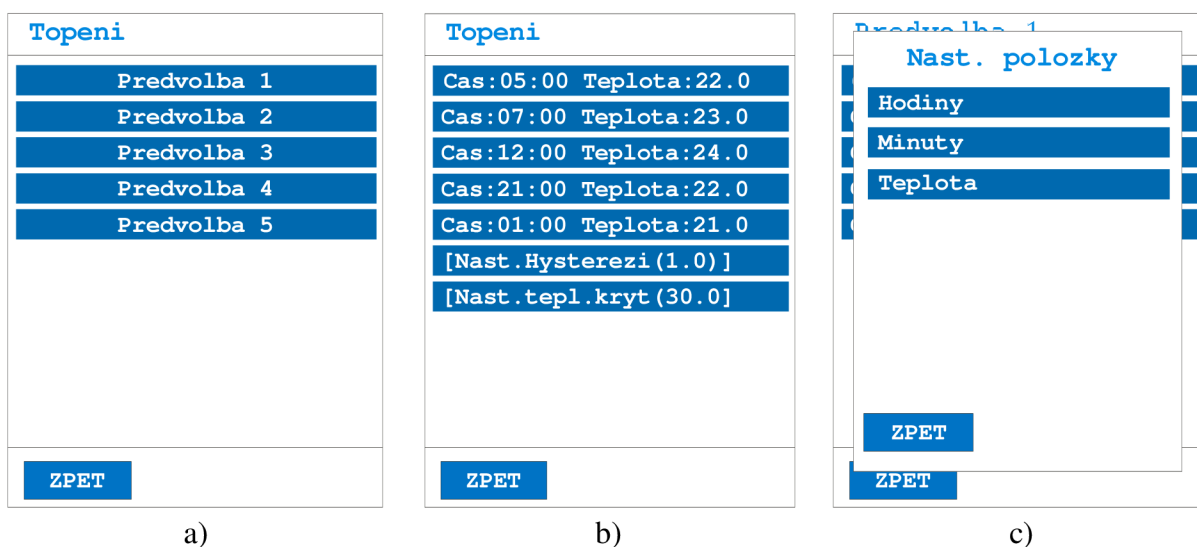 Topeni
Predvolba 1
Predvolba 2
Predvolba 3
Predvolba 4
Predvolba 5
ZPET
a)
Topeni
Cas:05:00 Teplota:22.0
Cas:07:00 Teplota:23.0
Cas:12:00 Teplota:24.0
Cas:21:00 Teplota:22.0
Cas:01:00 Teplota:21.0
[Nast.Hysterezi(1.0)]
[Nast.tepl.kryt(30.0]
ZPET
b)
Predvolba 1
Nast. polozky
Hodiny
Minuty
Teplota
ZPET
ZPET
c)